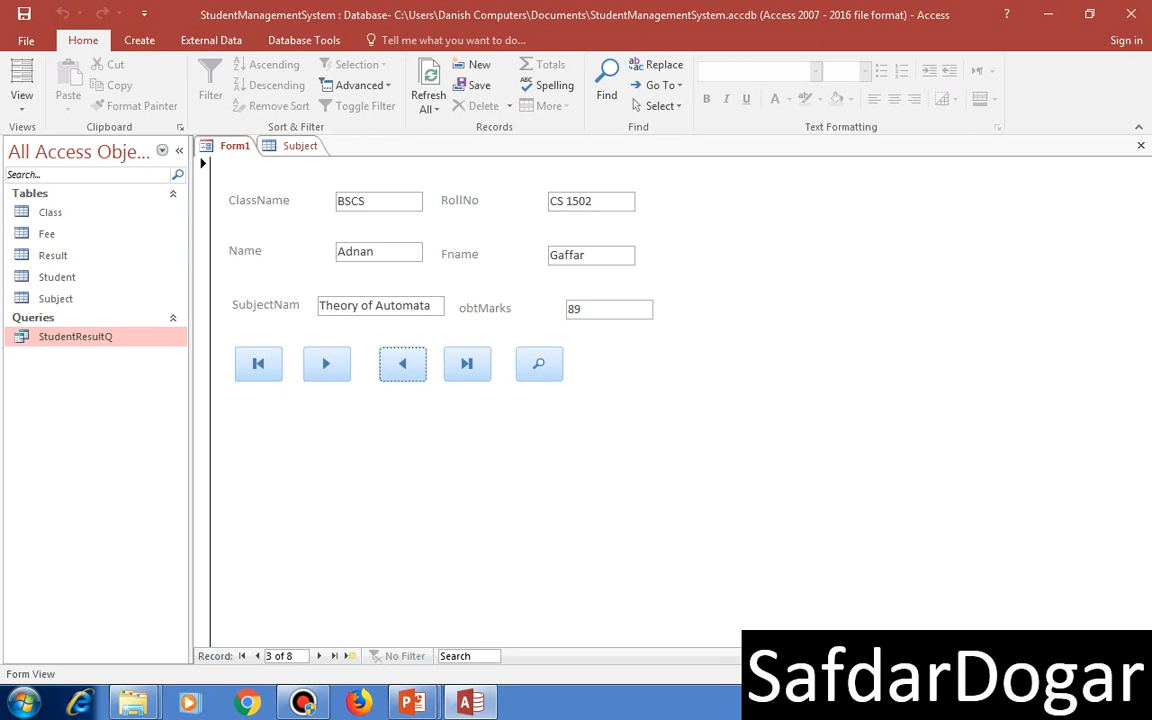 StudentManagementSystem : Database- C:\Users\Danish Computers\Documents\StudentManagementSystem.accdb (Access 2007 - 2016 file format) - Access
?
File Home Create External Data Database Tools Tell me what you want to do... Sign in
View
Views
Paste
Cut
Copy
Format Painter
Clipboard
Filter
Ascending
Descending
Remove Sort
Selection
Advanced
Toggle Filter
Sort & Filter
Refresh
All
New
Save
Delete
Totals
Spelling
More
Records
Find
Replace
Go To
Select
Find
B I U A
Text Formatting
All Access Obje...
Search...
Tables
Class
Fee
Result
Student
Subject
Queries
StudentResultQ
Form1 Subject
ClassName BSCS RollNo CS 1502
Name Adnan Fname Gaffar
SubjectNam Theory of Automata obtMarks 89
Record: 3 of 8 No Filter Search
Form View
SafdarDogar